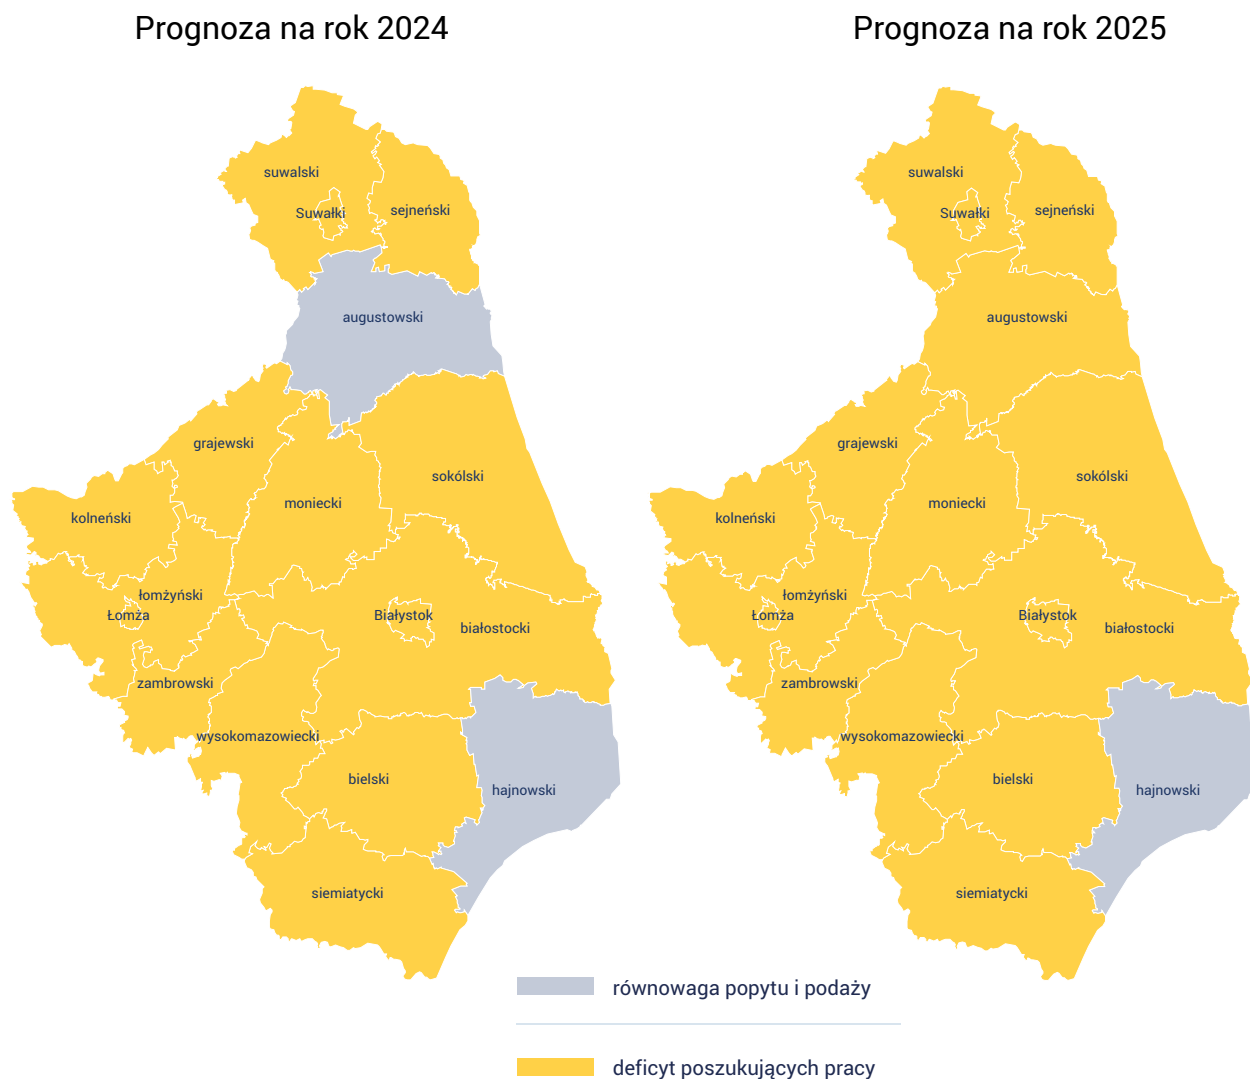 Prognoza na rok 2024
suwalski
Suwałki
sejneński
augustowski
grajewski
sokólski
moniecki
kolneński
łomżyński
Łomża
Białystok
białostocki
zambrowski
wysokomazowiecki
bielski
hajnowski
siemiatycki
Prognoza na rok 2025
suwalski
Suwałki
sejneński
augustowski
grajewski
sokólski
moniecki
kolneński
łomżyński
Łomża
Białystok
białostocki
zambrowski
wysokomazowiecki
bielski
hajnowski
siemiatycki
równowaga popytu i podaży
deficyt poszukujących pracy